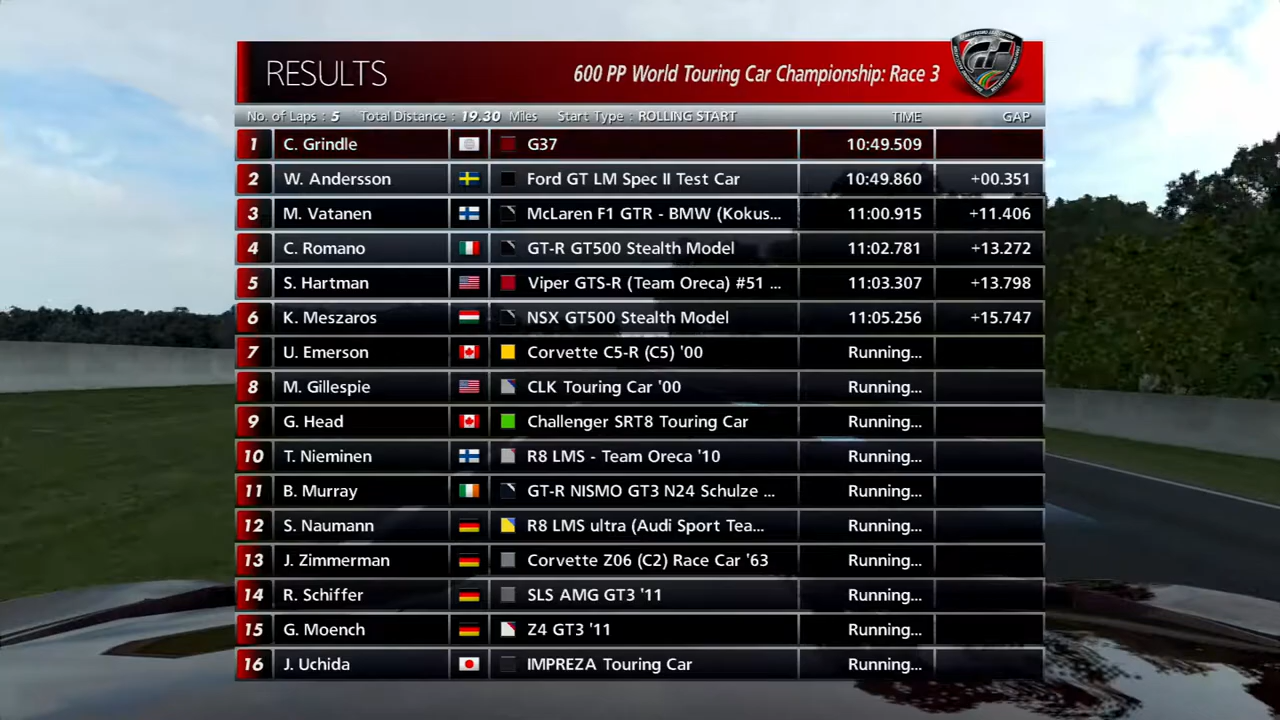 RESULTS 600 PP World Touring Car Championship: Race 3
No. of Laps : 5 Total Distance : 19.30 Miles Start Type : ROLLING START TIME GAP
1 C. Grindle G37 10:49.509
2 W. Andersson Ford GT LM Spec II Test Car 10:49.860 +00.351
3 M. Vatanen McLaren F1 GTR - BMW (Kokus... 11:00.915 +11.406
4 C. Romano GT-R GT500 Stealth Model 11:02.781 +13.272
5 S. Hartman Viper GTS-R (Team Oreca) #51 ... 11:03.307 +13.798
6 K. Meszaros NSX GT500 Stealth Model 11:05.256 +15.747
7 U. Emerson Corvette C5-R (C5) '00 Running...
8 M. Gillespie CLK Touring Car '00 Running...
9 G. Head Challenger SRT8 Touring Car Running...
10 T. Nieminen R8 LMS - Team Oreca '10 Running...
11 B. Murray GT-R NISMO GT3 N24 Schulze ... Running...
12 S. Naumann R8 LMS ultra (Audi Sport Tea... Running...
13 J. Zimmerman Corvette Z06 (C2) Race Car '63 Running...
14 R. Schiffer SLS AMG GT3 '11 Running...
15 G. Moench Z4 GT3 '11 Running...
16 J. Uchida IMPREZA Touring Car Running...